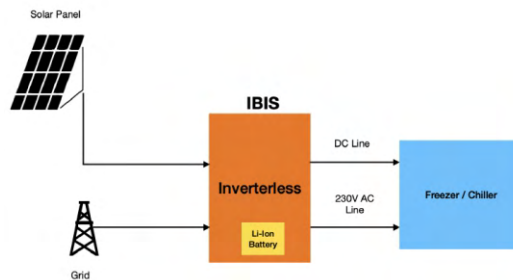 Solar Panel
IBIS
DC Line
Inverterless
230V AC
Line
Freezer / Chiller
Li-Ion
Battery
Grid